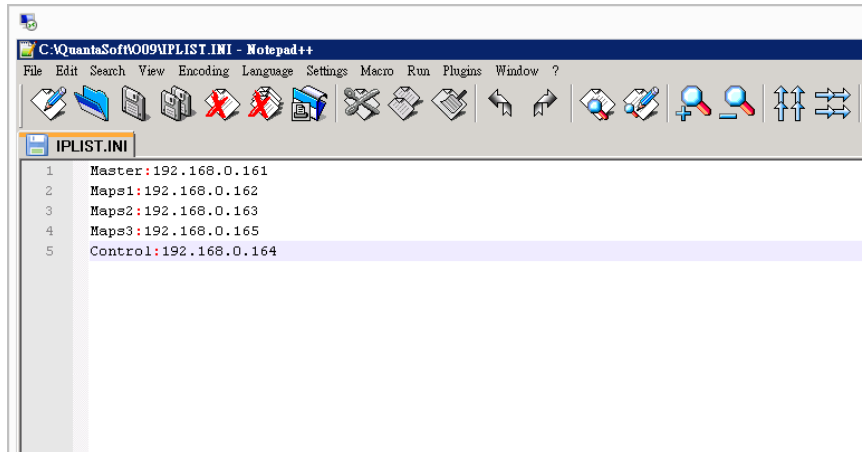 C:\QuantaSoft\O09\IPLIST.INI - Notepad++
File Edit Search View Encoding Language Settings Macro Run Plugins Window ?
IPLIST.INI
1 Master:192.168.0.161
2 Maps1:192.168.0.162
3 Maps2:192.168.0.163
4 Maps3:192.168.0.165
5 Control:192.168.0.164